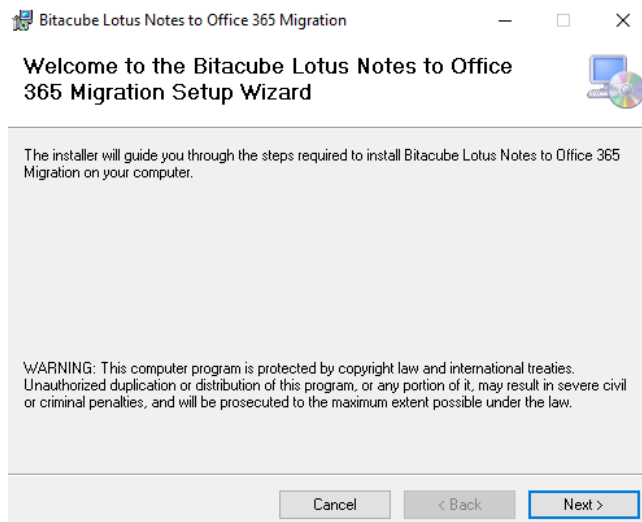 Bitacube Lotus Notes to Office 365 Migration
Welcome to the Bitacube Lotus Notes to Office
365 Migration Setup Wizard
The installer will guide you through the steps required to install Bitacube Lotus Notes to Office 365
Migration on your computer.
WARNING: This computer program is protected by copyright law and international treaties.
Unauthorized duplication or distribution of this program, or any portion of it, may result in severe civil
or criminal penalties, and will be prosecuted to the maximum extent possible under the law.
Cancel
< Back
Next >